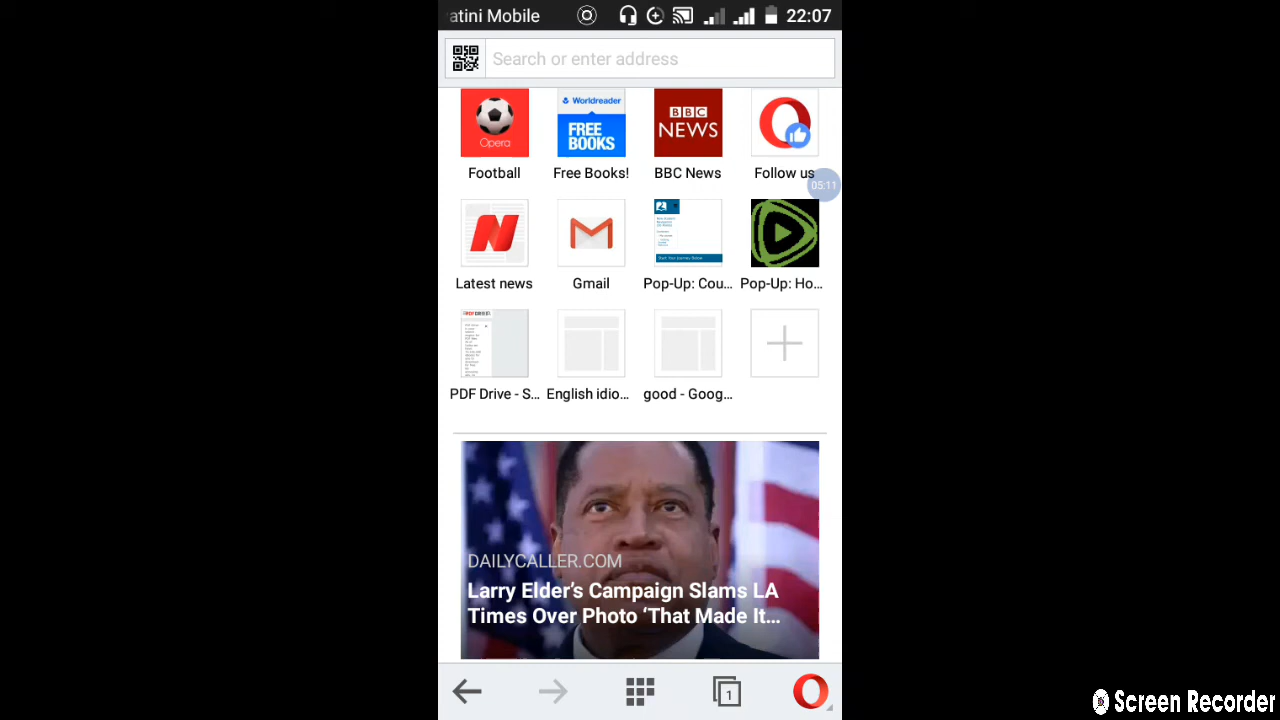 atini Mobile
22:07
Search or enter address
Worldreader
FREE
BOOKS
BBC
NEWS
Opera
Football
Free Books!
BBC News
Follow us
05:11
Latest news
Gmail
Pop-Up: Cou...
Pop-Up: Ho...
PDF Drive - S...
English idio...
good - Goog...
DAILYCALLER.COM
Larry Elder’s Campaign Slams LA
Times Over Photo ‘That Made It...
1
Screen Recorder